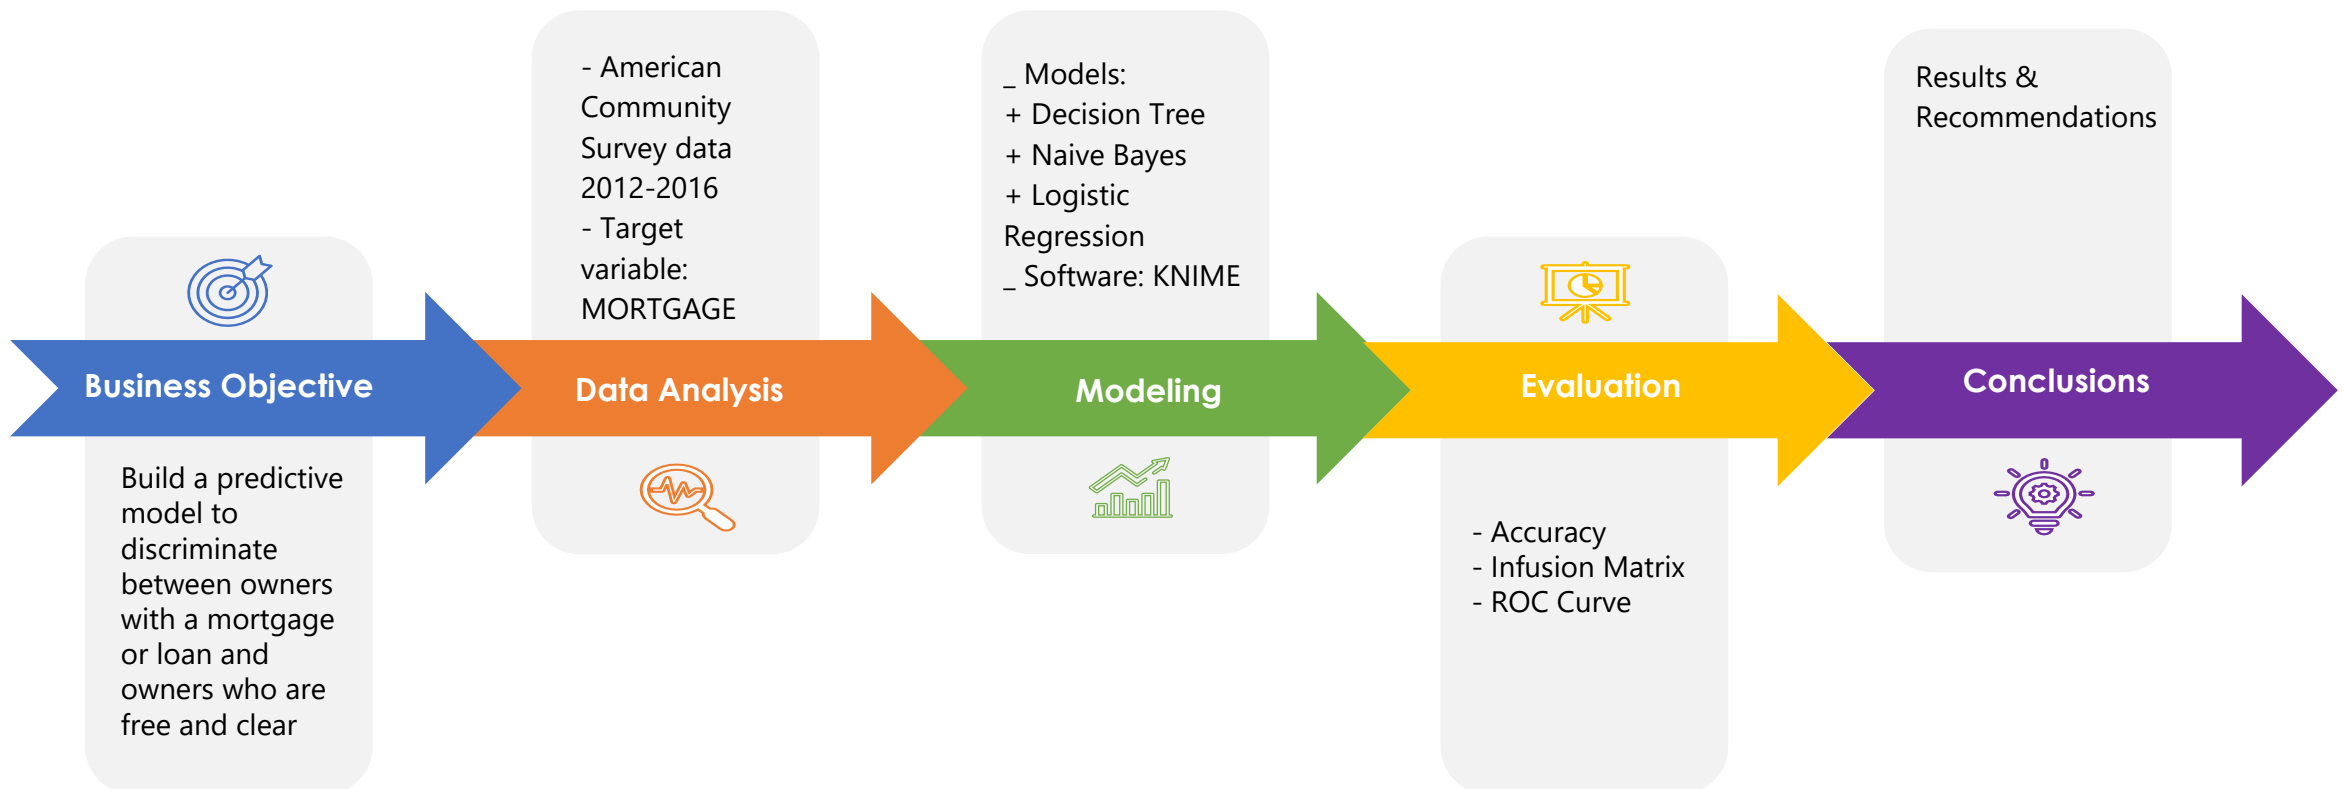 Business Objective
Build a predictive
model to
discriminate
between owners
with a mortgage
or loan and
owners who are
free and clear
- American
Community
Survey data
2012-2016
- Target
variable:
MORTGAGE
Data Analysis
_ Models:
+ Decision Tree
+ Naive Bayes
+ Logistic
Regression
_ Software: KNIME
Modeling
Evaluation
- Accuracy
- Infusion Matrix
- ROC Curve
Results &
Recommendations
Conclusions